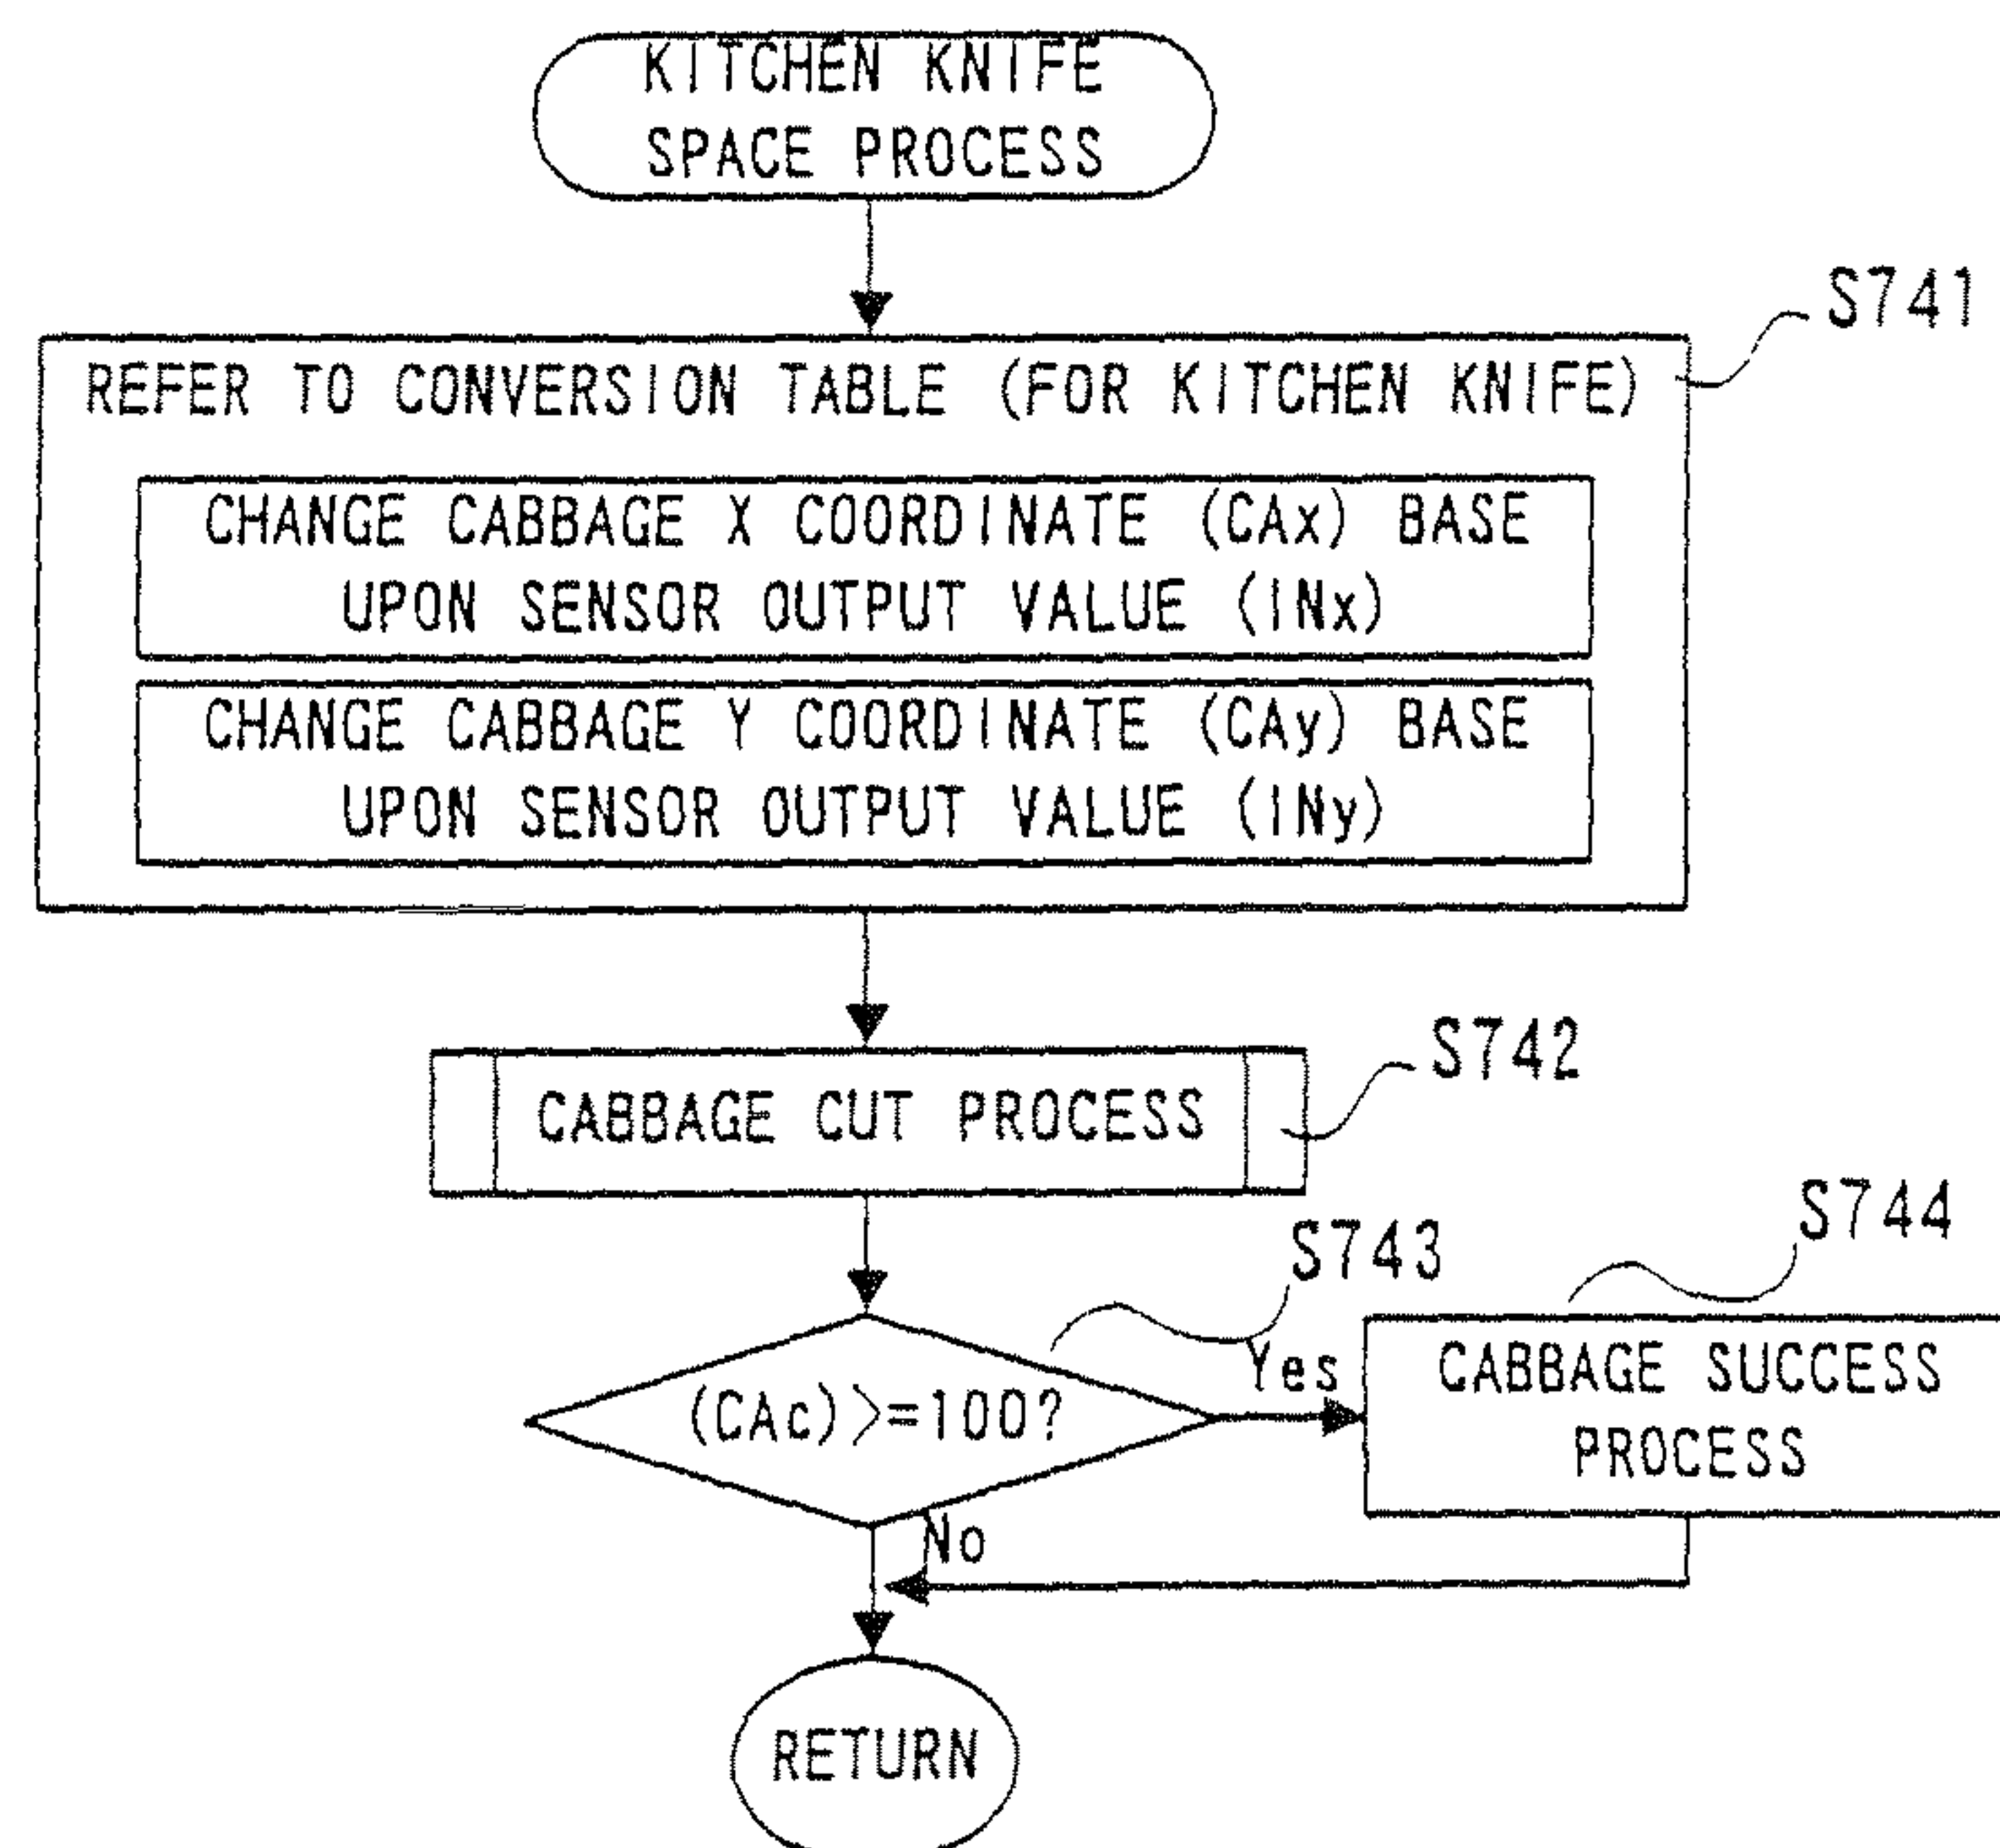 KITCHEN KNIFE
SPACE PROCESS
S741
REFER TO CONVERSION TABLE (FOR KITCHEN KNIFE)
CHANGE CABBAGE X COORDINATE (CAx) BASE
UPON SENSOR OUTPUT VALUE (INx)
CHANGE CABBAGE Y COORDINATE (CAy) BASE
UPON SENSOR OUTPUT VALUE (INy)
S742
CABBAGE CUT PROCESS
S744
S743
Yes
CABBAGE SUCCESS
PROCESS
(CAc)>=100?
No
RETURN